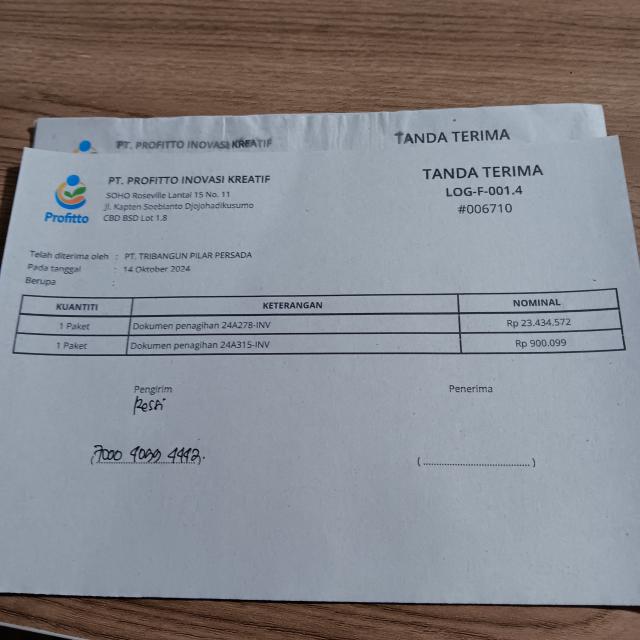 PT. PROFITTO INOVASI KREATIF
TANDA TERIMA
Profitto
PT. PROFITTO INOVASI KREATIF
SOHO Roseville Lantai 15 No. 11
Jl. Kapten Soebianto Djojohadikusumo
CBD BSD Lot 1.8
TANDA TERIMA
LOG-F-001.4
#006710
Telah diterima oleh : PT. TRIBANGUN PILAR PERSADA
Pada tanggal : 14 Oktober 2024
Berupa :
KUANTITI KETERANGAN NOMINAL
1 Paket Dokumen penagihan 24A278-INV Rp 23.434.572
1 Paket Dokumen penagihan 24A315-INV Rp 900.099
Pengirim Penerima
(7000
(................................)